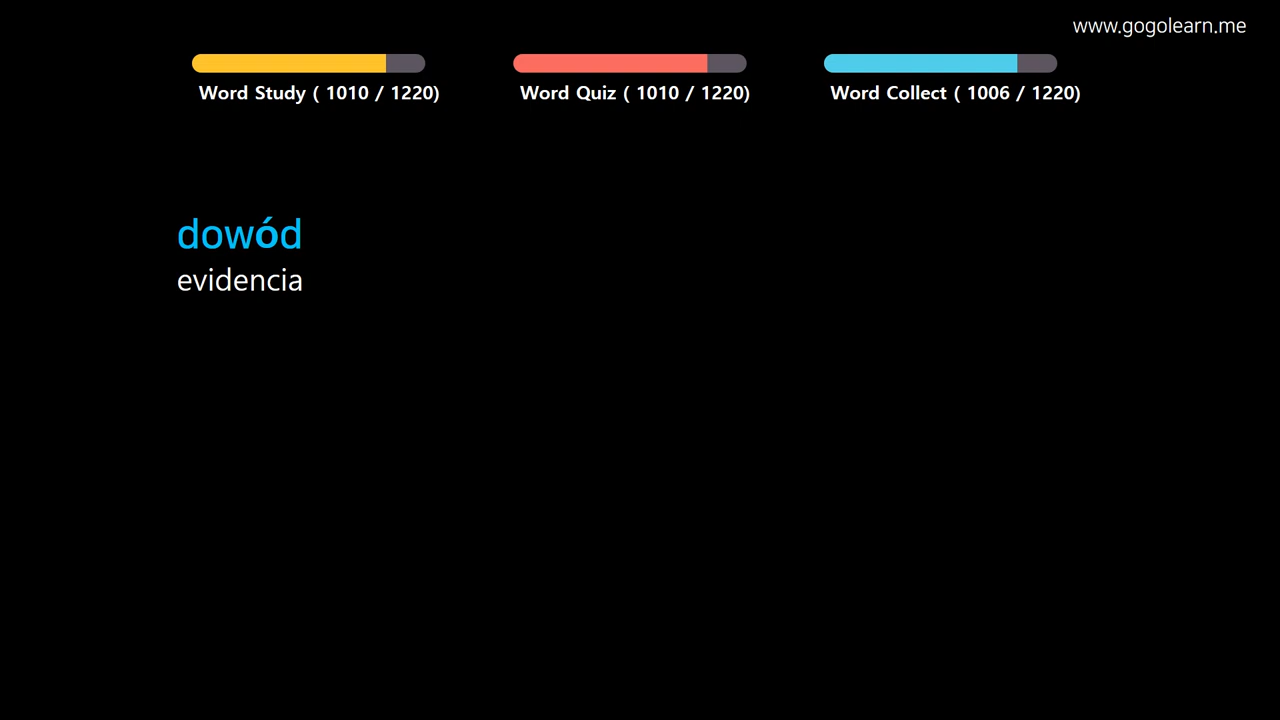 www.gogolearn.me
Word Study ( 1010 / 1220)
Word Quiz ( 1010 / 1220)
Word Collect ( 1006 / 1220)
dowód
evidencia